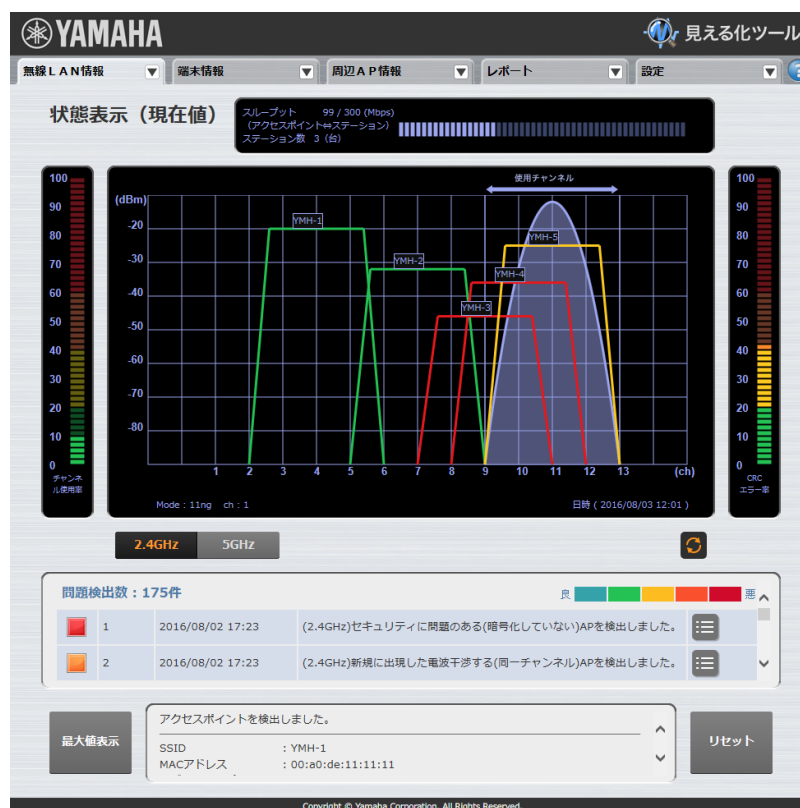 YAMAHA
見える化ツール
無線LAN情報 端末情報 周辺AP情報 レポート 設定
状態表示（現在値）
スループット 99 / 300 (Mbps)
（アクセスポイント⇔ステーション）
ステーション数 3（台）
100
90
80
70
60
50
40
30
20
10
0
チャンネル使用率
使用チャンネル
(dBm)
-20
-30
-40
-50
-60
-70
-80
YMH-1
YMH-2
YMH-5
YMH-4
YMH-3
1 2 3 4 5 6 7 8 9 10 11 12 13 (ch)
Mode : 11ng ch : 1
日時 ( 2016/08/03 12:01 )
100
90
80
70
60
50
40
30
20
10
0
CRC
エラー率
2.4GHz 5GHz
問題検出数：175件
良 悪
1 2016/08/02 17:23 (2.4GHz)セキュリティに問題のある(暗号化していない)APを検出しました。
2 2016/08/02 17:23 (2.4GHz)新規に出現した電波干渉する(同一チャンネル)APを検出しました。
最大値表示
アクセスポイントを検出しました。
SSID : YMH-1
MACアドレス : 00:a0:de:11:11:11
リセット
Copyright © Yamaha Corporation. All Rights Reserved.